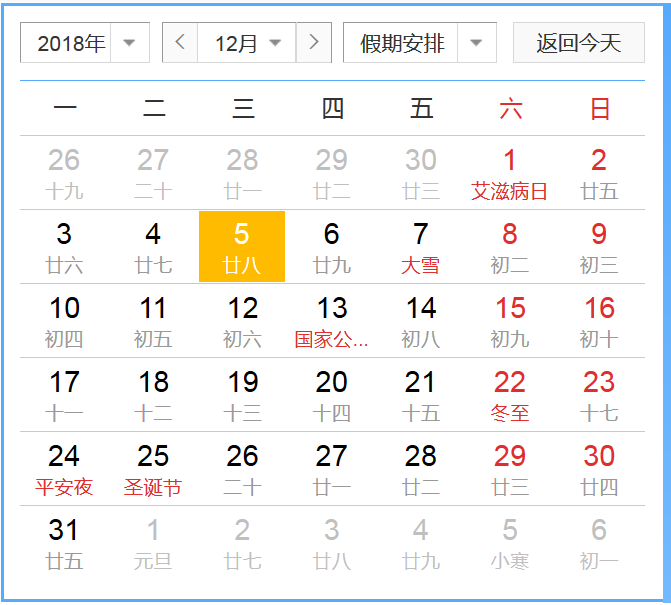 2018年 12月 假期安排 返回今天
一 二 三 四 五 六 日
26 27 28 29 30 1 2
十九 二十 廿一 廿二 廿三 艾滋病日 廿五
3 4 5 6 7 8 9
廿六 廿七 廿八 廿九 大雪 初二 初三
10 11 12 13 14 15 16
初四 初五 初六 国家公... 初八 初九 初十
17 18 19 20 21 22 23
十一 十二 十三 十四 十五 冬至 十七
24 25 26 27 28 29 30
平安夜 圣诞节 二十 廿一 廿二 廿三 廿四
31 1 2 3 4 5 6
廿五 元旦 廿七 廿八 廿九 小寒 初一